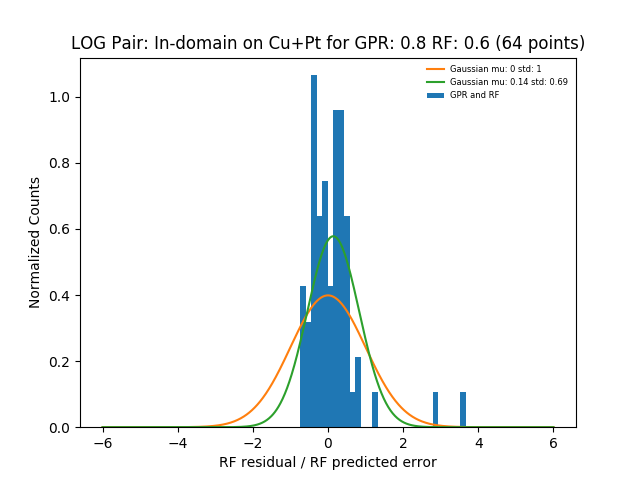 LOG Pair: In-domain on Cu+Pt for GPR: 0.8 RF: 0.6 (64 points)
Gaussian mu: 0 std: 1
Gaussian mu: 0.14 std: 0.69
GPR and RF
Normalized Counts
1.0
0.8
0.6
0.4
0.2
0.0
−6 −4 −2 0 2 4 6
RF residual / RF predicted error